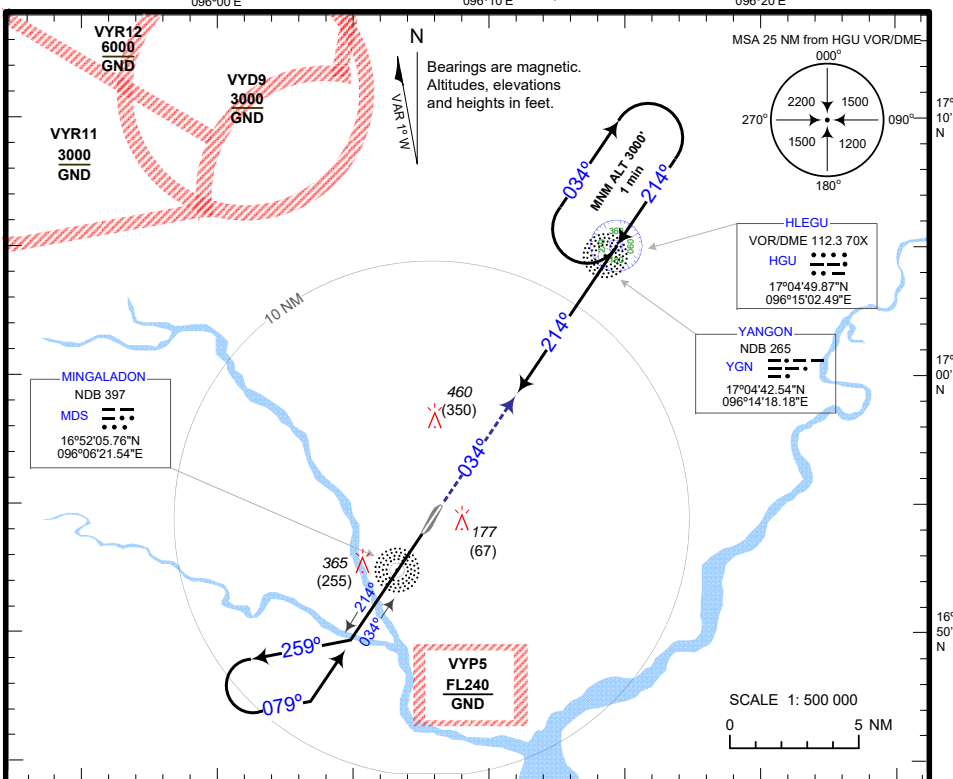 096°00'E
096°10'E
096°20'E
VYR12
6000
GND
VYD9
3000
GND
VYR11
3000
GND
N
VAR 1° W
Bearings are magnetic.
Altitudes, elevations
and heights in feet.
MSA 25 NM from HGU VOR/DME
000°
2200
1500
270°
090°
1500
1200
180°
17°
10'
N
034°
MNM ALT 3000'
1 min
214°
360
090
HLEGU
VOR/DME 112.3 70X
HGU
17°04'49.87"N
096°15'02.49"E
YANGON
NDB 265
YGN
17°04'42.54"N
096°14'18.18"E
10 NM
214°
17°
00'
N
MINGALADON
NDB 397
MDS
16°52'05.76"N
096°06'21.54"E
460
(350)
034°
177
(67)
365
(255)
214°
034°
259°
079°
VYP5
FL240
GND
16°
50'
N
SCALE 1: 500 000
0
5 NM